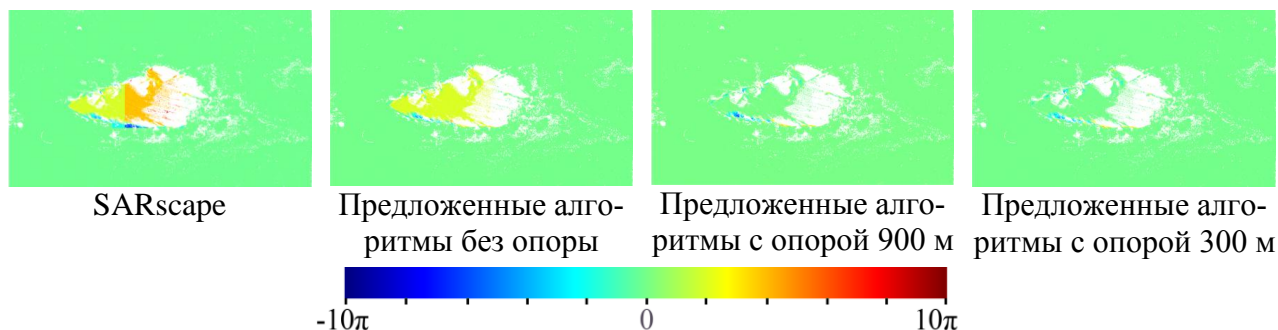 SARscape
Предложенные алго-
ритмы без опоры
Предложенные алго-
ритмы с опорой 900 м
Предложенные алго-
ритмы с опорой 300 м
-10π 0 10π